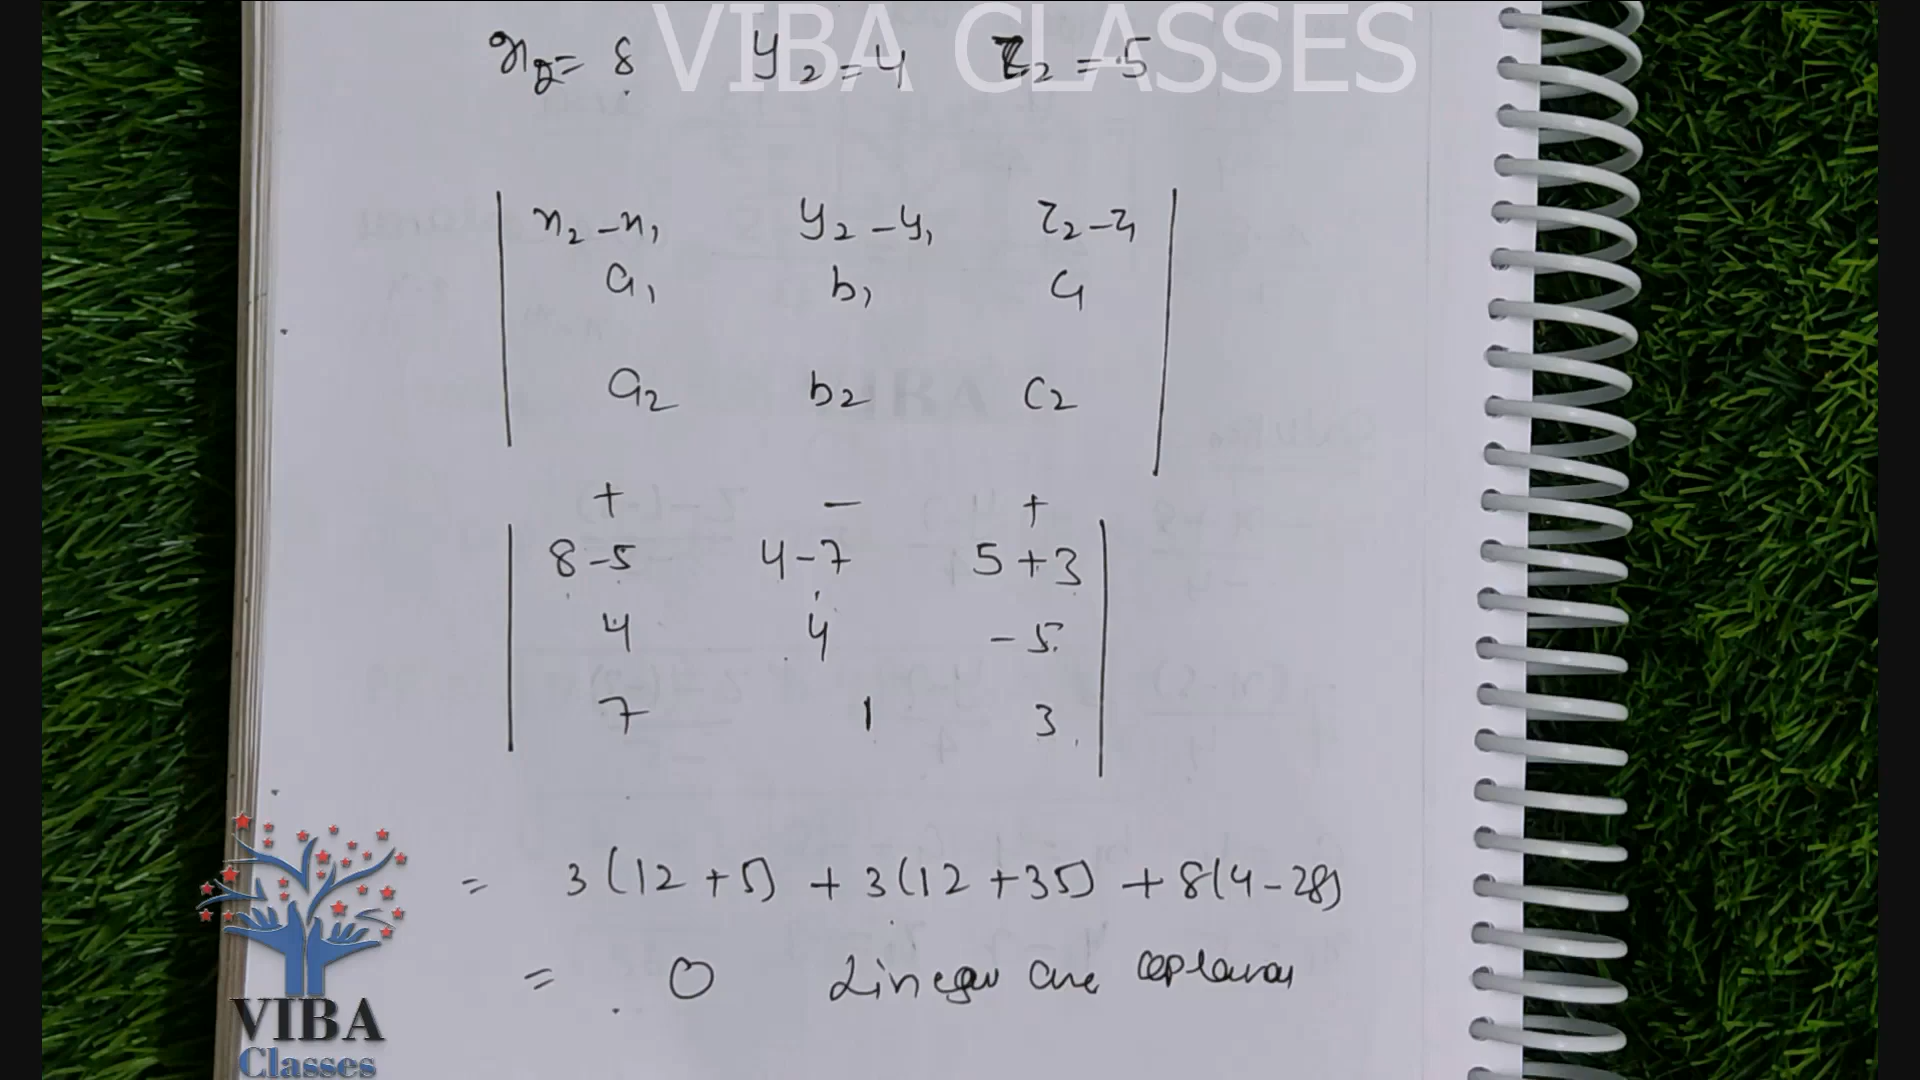 VIBA CLASSES
x₂ = 8 y₂ = 4 z₂ = 5
x₂ - x₁ y₂ - y₁ z₂ - z₁
a₁ b₁ c₁
a₂ b₂ c₂
+ - +
8-5 4-7 5+3
4 4 -5
7 1 3
= 3(12+5) + 3(12+35) + 8(4-28)
= 0 are
VIBA
Classes